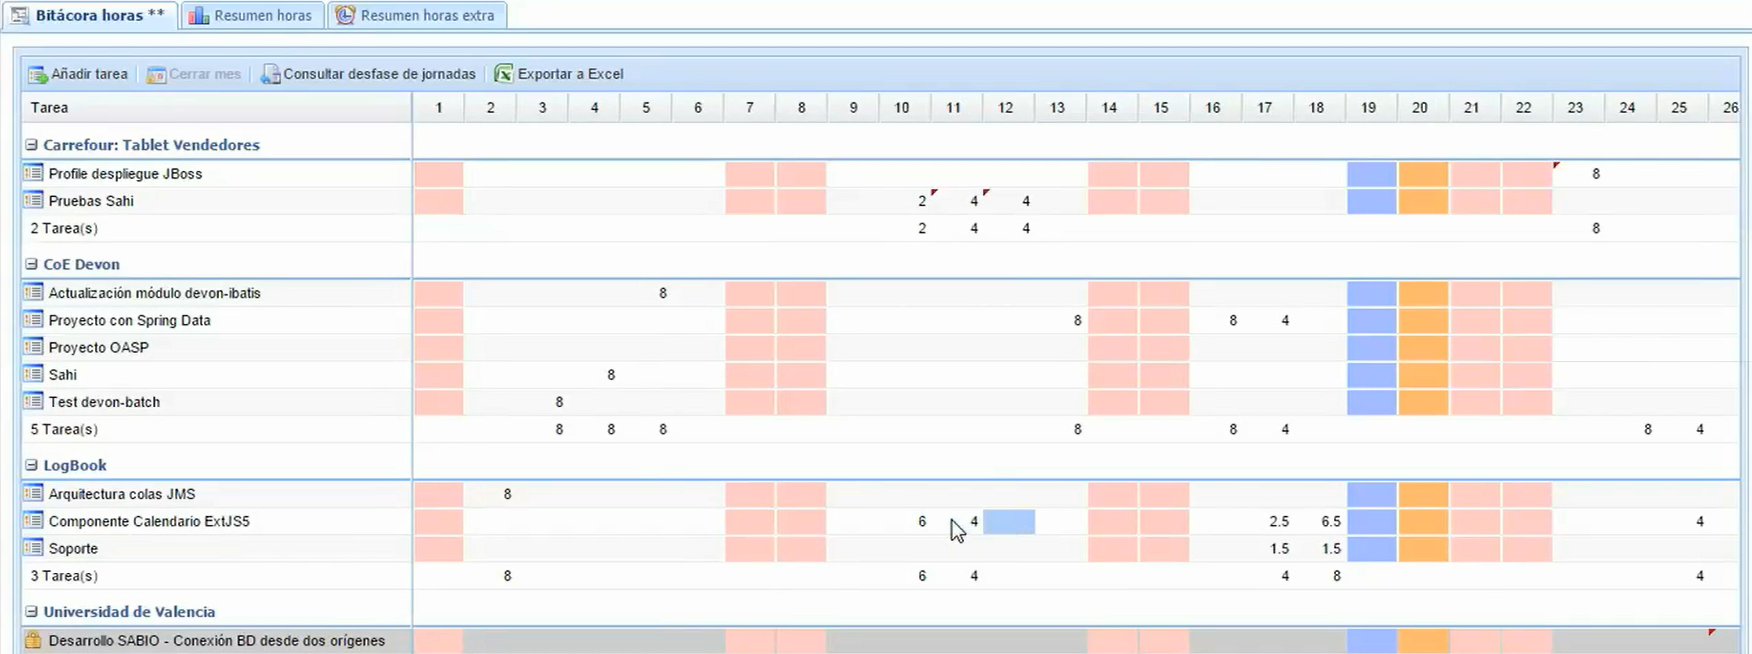 Bitácora horas ** Resumen horas Resumen horas extra
Añadir tarea Cerrar mes Consultar desfase de jornadas Exportar a Excel
Tarea 1 2 3 4 5 6 7 8 9 10 11 12 13 14 15 16 17 18 19 20 21 22 23 24 25 26
Carrefour: Tablet Vendedores
Profile despliegue JBoss 8
Pruebas Sahi 2 4 4
2 Tarea(s) 2 4 4 8
CoE Devon
Actualización módulo devon-ibatis 8
Proyecto con Spring Data 8 8 4
Proyecto OASP
Sahi 8
Test devon-batch 8
5 Tarea(s) 8 8 8 8 8 4 8 4
LogBook
Arquitectura colas JMS 8
Componente Calendario ExtJS5 6 4 2.5 6.5 4
Soporte 1.5 1.5
3 Tarea(s) 8 6 4 4 8 4
Universidad de Valencia
Desarrollo SABIO - Conexión BD desde dos orígenes